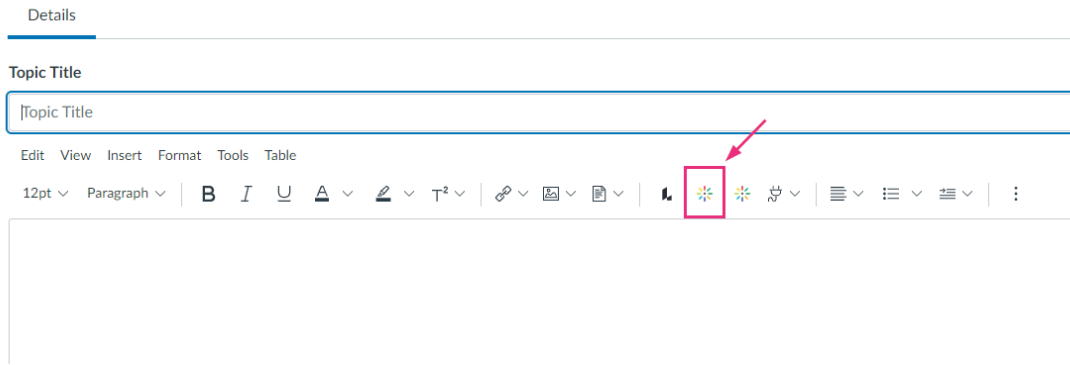 Details
Topic Title
Topic Title
Edit View Insert Format Tools Table
12pt Paragraph B I U A T²